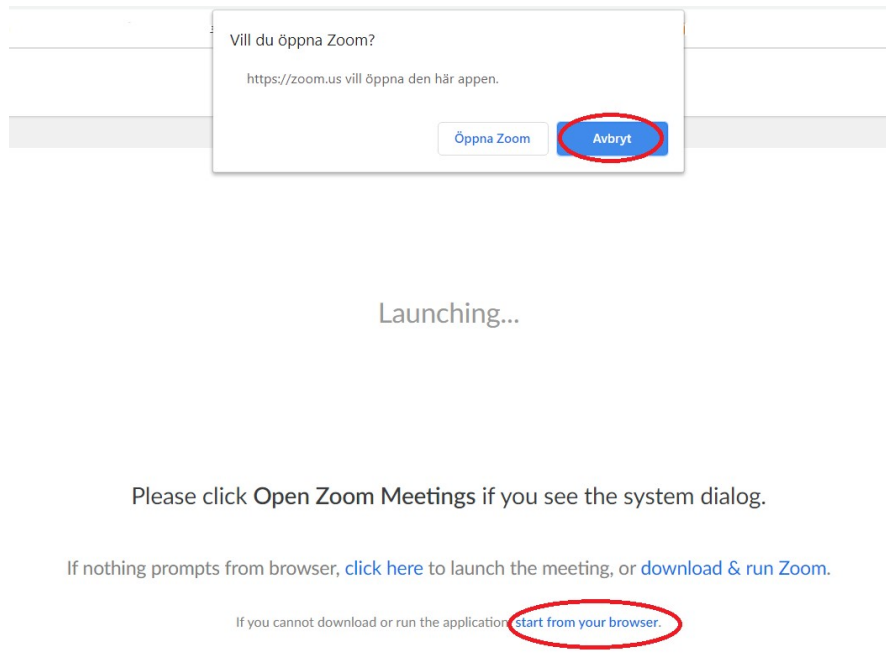 Vill du öppna Zoom?
https://zoom.us vill öppna den här appen.
Öppna Zoom Avbryt
Launching...
Please click Open Zoom Meetings if you see the system dialog.
If nothing prompts from browser, click here to launch the meeting, or download & run Zoom.
If you cannot download or run the application start from your browser.